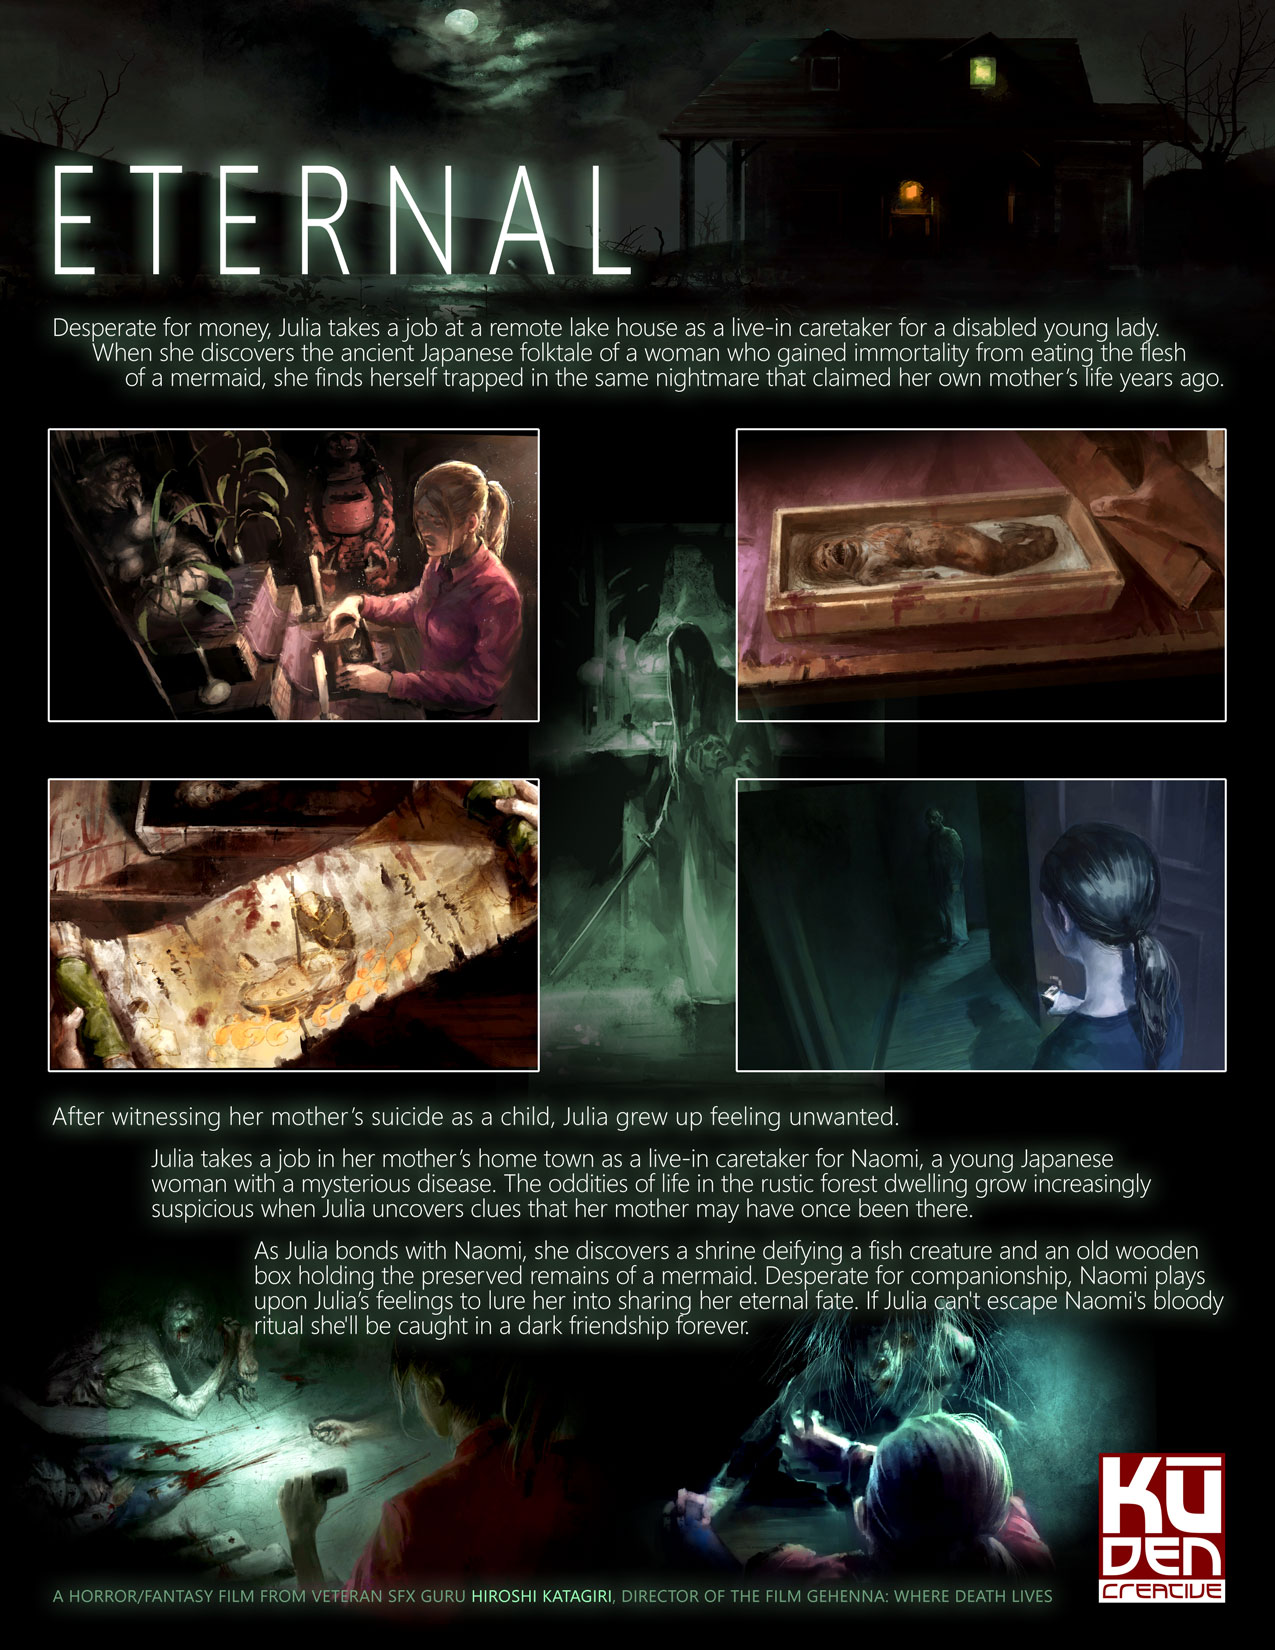 ETERNAL
Desperate for money, Julia takes a job at a remote lake house as a live-in caretaker for a disabled young lady.
When she discovers the ancient Japanese folktale of a woman who gained immortality from eating the flesh
of a mermaid, she finds herself trapped in the same nightmare that claimed her own mother's life years ago.
After witnessing her mother's suicide as a child, Julia grew up feeling unwanted.
Julia takes a job in her mother's home town as a live-in caretaker for Naomi, a young Japanese
woman with a mysterious disease. The oddities of life in the rustic forest dwelling grow increasingly
suspicious when Julia uncovers clues that her mother may have once been there.
As Julia bonds with Naomi, she discovers a shrine deifying a fish creature and an old wooden
box holding the preserved remains of a mermaid. Desperate for companionship, Naomi plays
upon Julia's feelings to lure her into sharing her eternal fate. If Julia can't escape Naomi's bloody
ritual she'll be caught in a dark friendship forever.
KŪ
DEN
CREATIVE
A HORROR/FANTASY FILM FROM VETERAN SFX GURU HIROSHI KATAGIRI, DIRECTOR OF THE FILM GEHENNA: WHERE DEATH LIVES